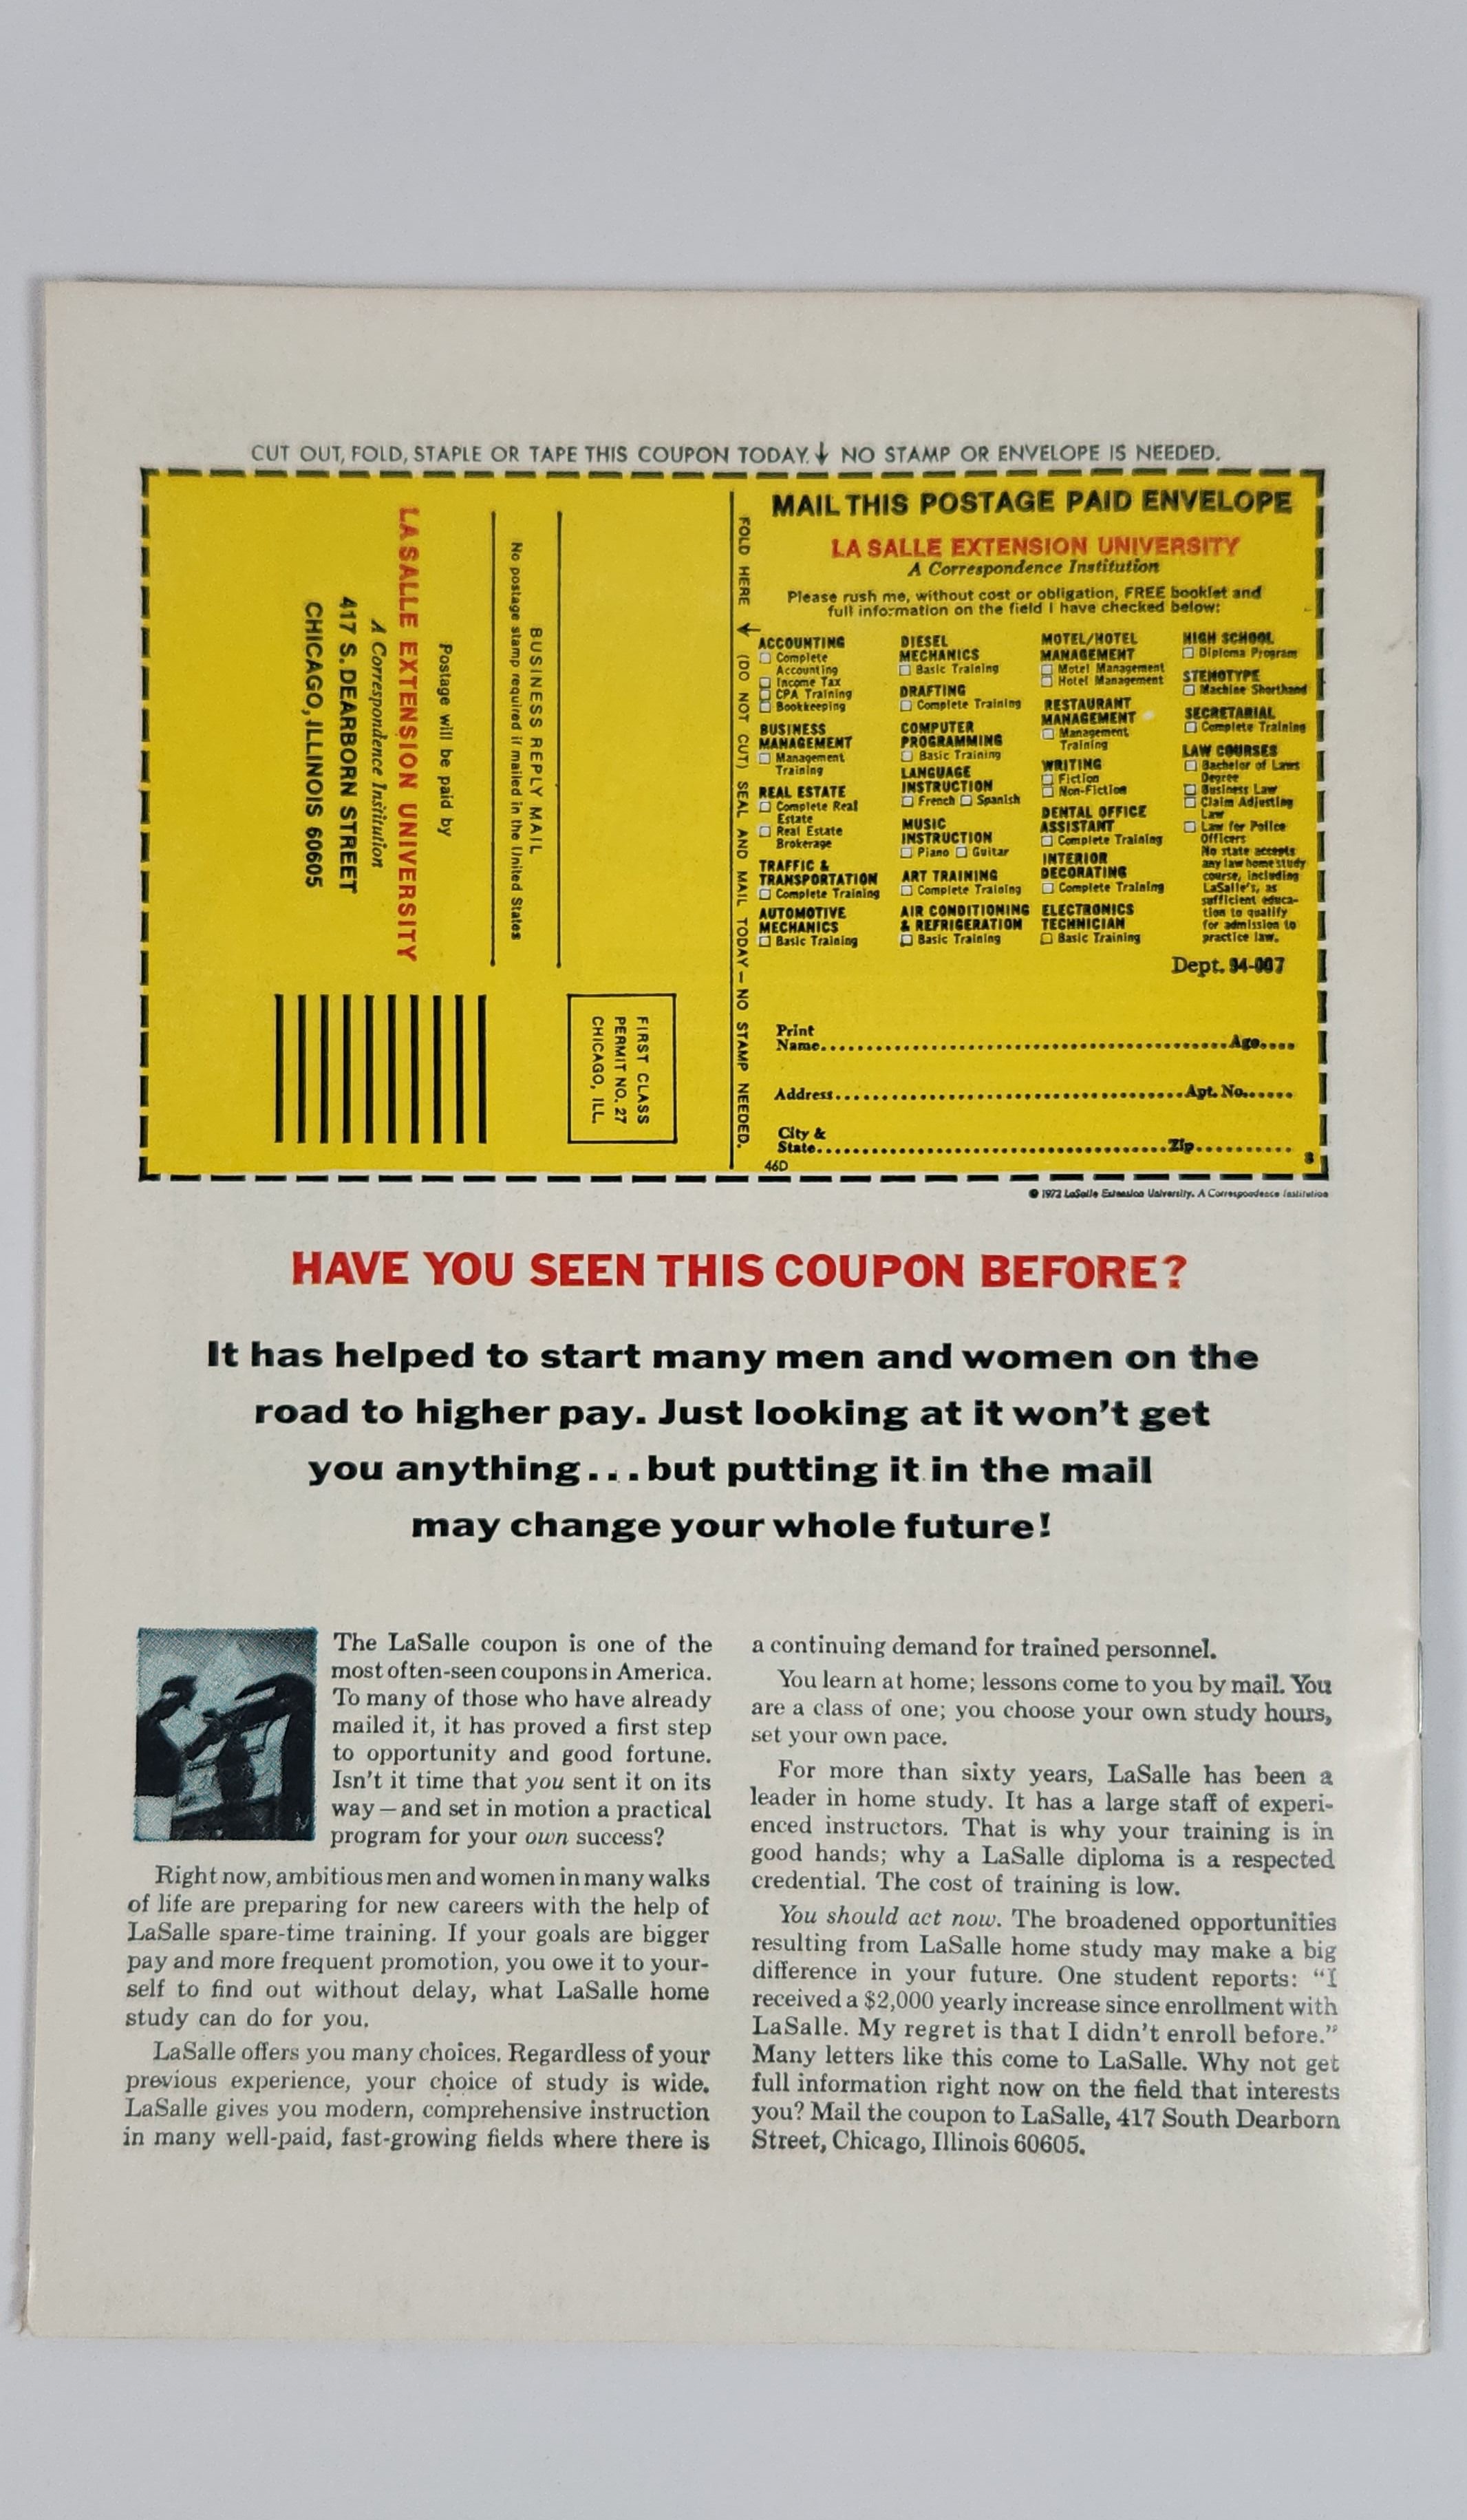 CUT OUT, FOLD, STAPLE OR TAPE THIS COUPON TODAY. ↓ NO STAMP OR ENVELOPE IS NEEDED.
FIRST CLASS
PERMIT NO. 27
CHICAGO, ILL.
BUSINESS REPLY MAIL
No postage stamp required if mailed in the United States
Postage will be paid by
LA SALLE EXTENSION UNIVERSITY
A Correspondence Institution
417 S. DEARBORN STREET
CHICAGO, ILLINOIS 60605
FOLD HERE ↓ (DO NOT CUT) SEAL AND MAIL TODAY — NO STAMP NEEDED.
MAIL THIS POSTAGE PAID ENVELOPE
LA SALLE EXTENSION UNIVERSITY
A Correspondence Institution
Please rush me, without cost or obligation, FREE booklet and
full information on the field I have checked below:
ACCOUNTING
☐ Complete
Accounting
☐ Income Tax
☐ CPA Training
☐ Bookkeeping
BUSINESS
MANAGEMENT
☐ Management
Training
REAL ESTATE
☐ Complete Real
Estate
☐ Real Estate
Brokerage
TRAFFIC &
TRANSPORTATION
☐ Complete Training
AUTOMOTIVE
MECHANICS
☐ Basic Training
DIESEL
MECHANICS
☐ Basic Training
DRAFTING
☐ Complete Training
COMPUTER
PROGRAMMING
☐ Basic Training
LANGUAGE
INSTRUCTION
☐ French ☐ Spanish
MUSIC
INSTRUCTION
☐ Piano ☐ Guitar
ART TRAINING
☐ Complete Training
AIR CONDITIONING
& REFRIGERATION
☐ Basic Training
MOTEL/HOTEL
MANAGEMENT
☐ Motel Management
☐ Hotel Management
RESTAURANT
MANAGEMENT
☐ Management
Training
WRITING
☐ Fiction
☐ Non-Fiction
DENTAL OFFICE
ASSISTANT
☐ Complete Training
INTERIOR
DECORATING
☐ Complete Training
ELECTRONICS
TECHNICIAN
☐ Basic Training
HIGH SCHOOL
☐ Diploma Program
STENOTYPE
☐ Machine Shorthand
SECRETARIAL
☐ Complete Training
LAW COURSES
☐ Bachelor of Laws
Degree
☐ Business Law
☐ Claim Adjusting
Law
☐ Law for Police
Officers
No state accepts
any law home study
course, including
LaSalle's, as
sufficient educa-
tion to qualify
for admission to
practice law.
Dept. 94-007
Print
Name..........Age....
Address..........Apt. No......
City &
State..........Zip..........
46D
8
© 1972 LaSalle Extension University. A Correspondence Institution
HAVE YOU SEEN THIS COUPON BEFORE?
It has helped to start many men and women on the
road to higher pay. Just looking at it won't get
you anything...but putting it in the mail
may change your whole future!
The LaSalle coupon is one of the
most often-seen coupons in America.
To many of those who have already
mailed it, it has proved a first step
to opportunity and good fortune.
Isn't it time that you sent it on its
way — and set in motion a practical
program for your own success?
Right now, ambitious men and women in many walks
of life are preparing for new careers with the help of
LaSalle spare-time training. If your goals are bigger
pay and more frequent promotion, you owe it to your-
self to find out without delay, what LaSalle home
study can do for you.
LaSalle offers you many choices. Regardless of your
previous experience, your choice of study is wide.
LaSalle gives you modern, comprehensive instruction
in many well-paid, fast-growing fields where there is
a continuing demand for trained personnel.
You learn at home; lessons come to you by mail. You
are a class of one; you choose your own study hours,
set your own pace.
For more than sixty years, LaSalle has been a
leader in home study. It has a large staff of experi-
enced instructors. That is why your training is in
good hands; why a LaSalle diploma is a respected
credential. The cost of training is low.
You should act now. The broadened opportunities
resulting from LaSalle home study may make a big
difference in your future. One student reports: "I
received a $2,000 yearly increase since enrollment with
LaSalle. My regret is that I didn't enroll before."
Many letters like this come to LaSalle. Why not get
full information right now on the field that interests
you? Mail the coupon to LaSalle, 417 South Dearborn
Street, Chicago, Illinois 60605.